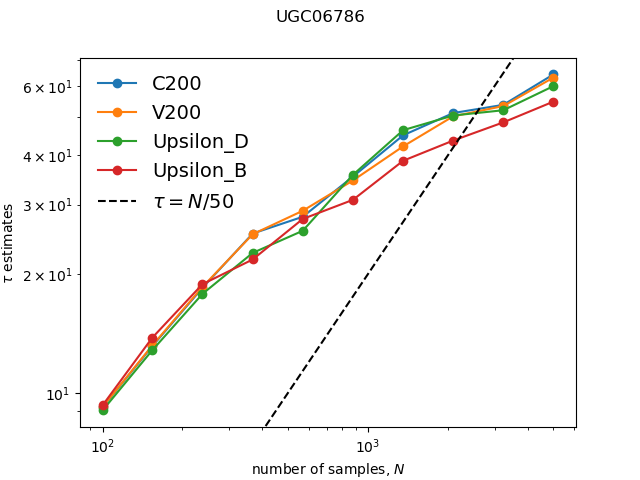 UGC06786
C200
V200
Upsilon_D
Upsilon_B
τ = N/50
6 × 10¹
4 × 10¹
3 × 10¹
2 × 10¹
10¹
τ estimates
10² 10³
number of samples, N